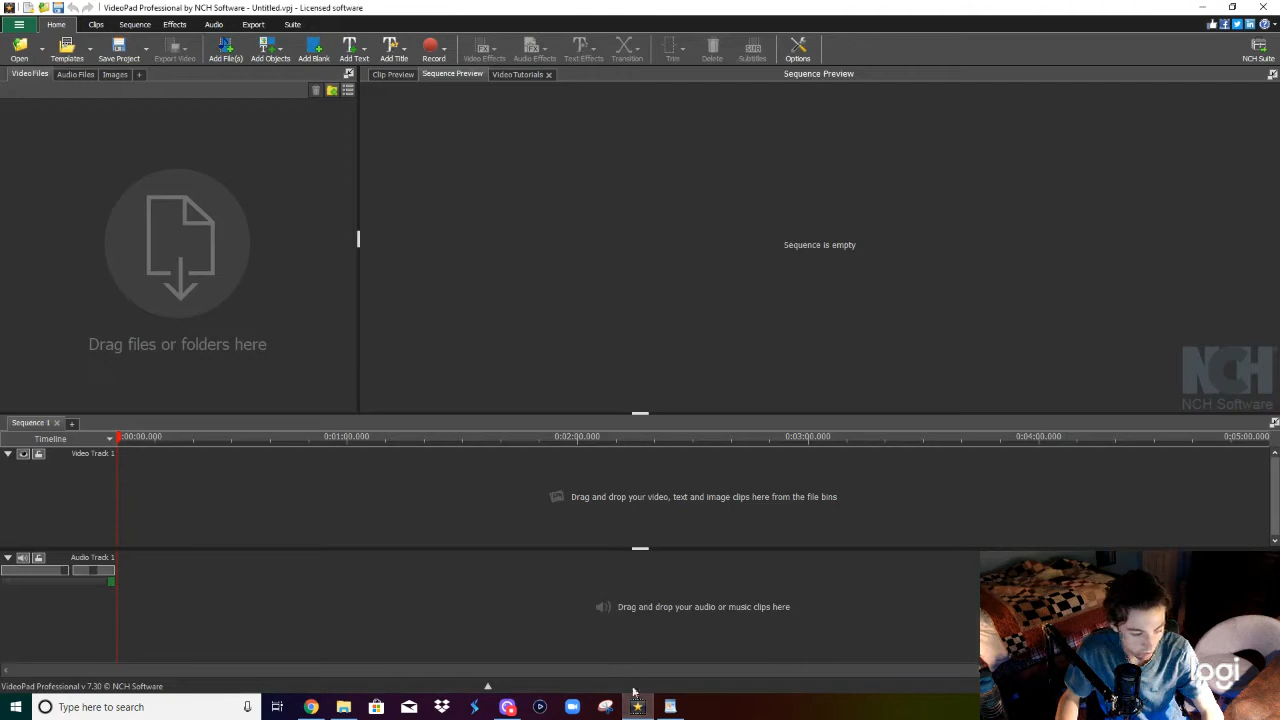 VideoPad Professional by NCH Software - Untitled.vpj - Licensed software
Home Clips Sequence Effects Audio Export Suite
Open Templates Save Project Export Video Add File(s) Add Objects Add Blank Add Text Add Title Record Video Effects Audio Effects Text Effects Transition Trim Delete Subtitles Options NCH Suite
Video Files Audio Files Images + Clip Preview Sequence Preview Video Tutorials Sequence Preview
Sequence is empty
Drag files or folders here
NCH
NCH Software
Sequence 1 +
Timeline :00:00.000 0:01:00.000 0:02:00.000 0:03:00.000 0:04:00.000 0:05:00.000
Video Track 1
Drag and drop your video, text and image clips here from the file bins
Audio Track 1
Drag and drop your audio or music clips here
logi
VideoPad Professional v 7.30 © NCH Software
Type here to search